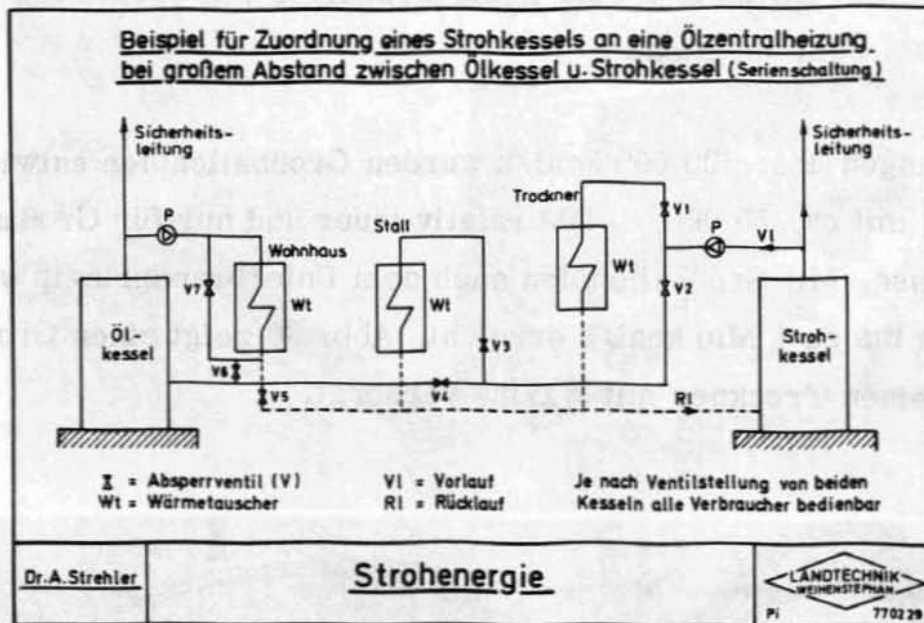 Beispiel für Zuordnung eines Strohkessels an eine Ölzentralheizung
bei großem Abstand zwischen Ölkessel u. Strohkessel (Serienschaltung)
Sicherheits-
leitung
Sicherheits-
leitung
Trockner
P
Stall
V1
P
Vl
Wohnhaus
Wt
V7
Wt
Wt
V2
Öl
kessel
V3
Stroh
kessel
V6
V5
V4
Rl
= Absperrventil (V)
Vl = Vorlauf
Je nach Ventilstellung von beiden
Wt = Wärmetauscher
Rl = Rücklauf
Kesseln alle Verbraucher bedienbar
Dr. A. Strehler
Strohenergie
LANDTECHNIK
WEIHENSTEPHAN
Pi
770229